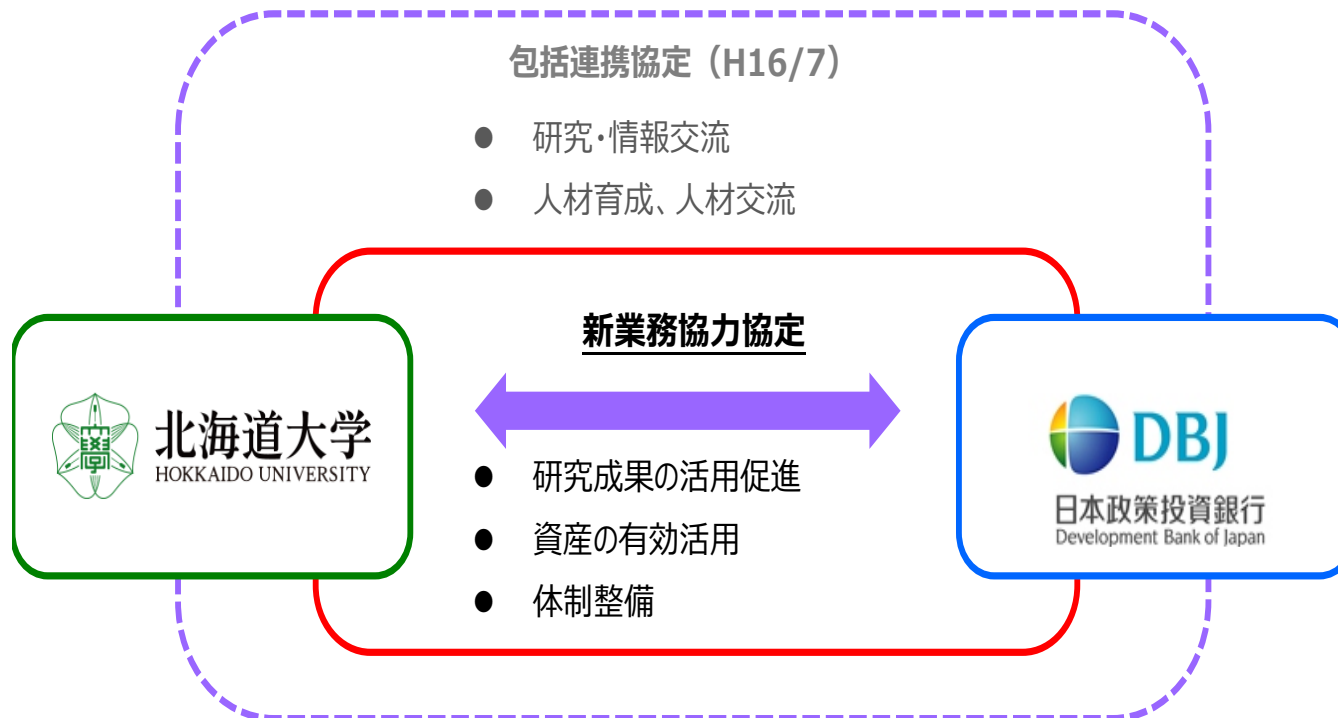 包括連携協定（H16/7）
● 研究・情報交流
● 人材育成、人材交流
新業務協力協定
北海道大学
HOKKAIDO UNIVERSITY
● 研究成果の活用促進
● 資産の有効活用
● 体制整備
DBJ
日本政策投資銀行
Development Bank of Japan